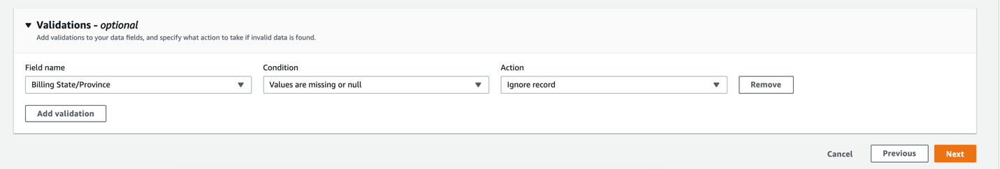 Validations - optional
Add validations to your data fields, and specify what action to take if invalid data is found.
Field name Condition Action
Billing State/Province Values are missing or null Ignore record Remove
Add validation
Cancel Previous Next